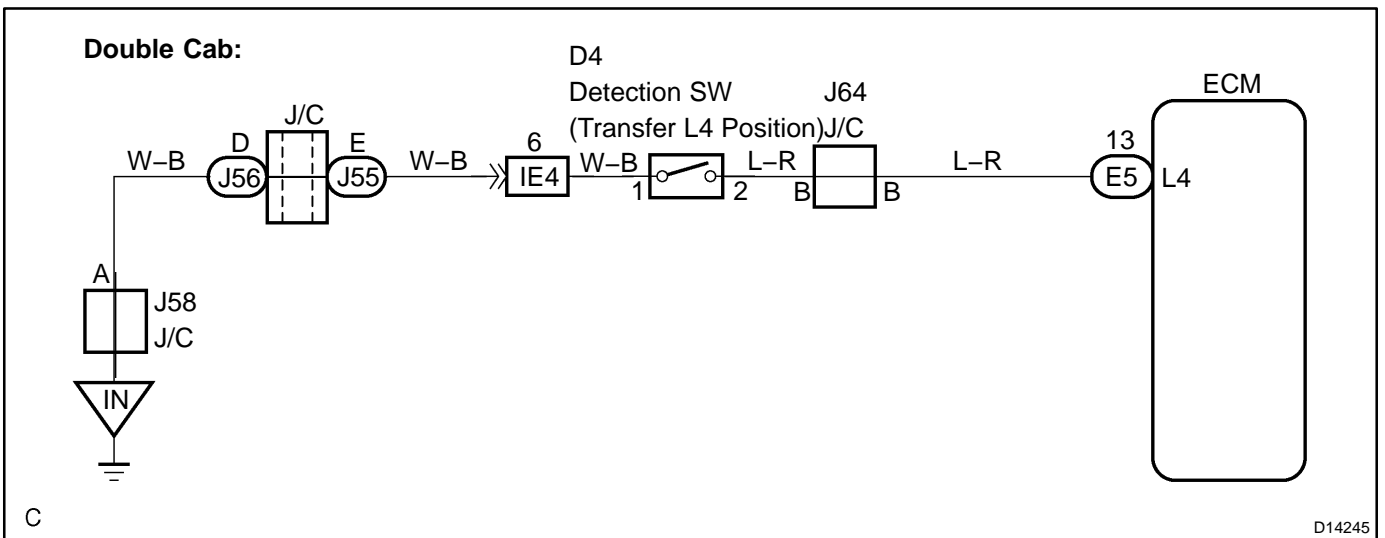 Double Cab:
D4
Detection SW
(Transfer L4 Position)
J64
J/C
ECM
J/C
D
E
J56
J55
W–B
W–B
6
IE4
W–B
1
2
L–R
B
B
L–R
13
E5
L4
A
J58
J/C
IN
C
D14245